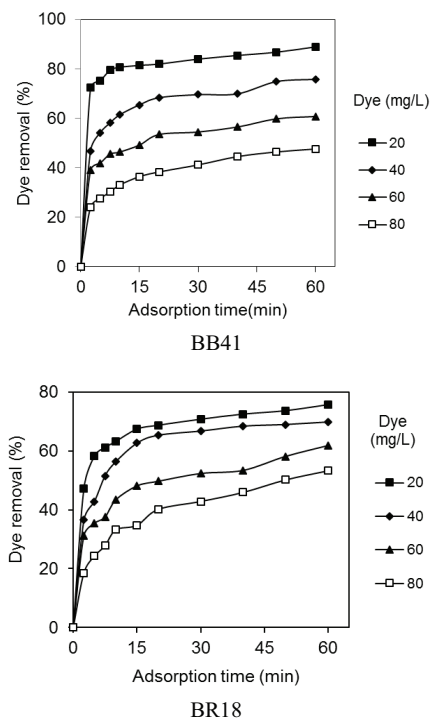 100
80
60
40
20
0
Dye removal (%)
0 15 30 45 60
Adsorption time(min)
Dye (mg/L)
20
40
60
80
BB41
80
60
40
20
0
Dye removal (%)
0 15 30 45 60
Adsorption time (min)
Dye
(mg/L)
20
40
60
80
BR18